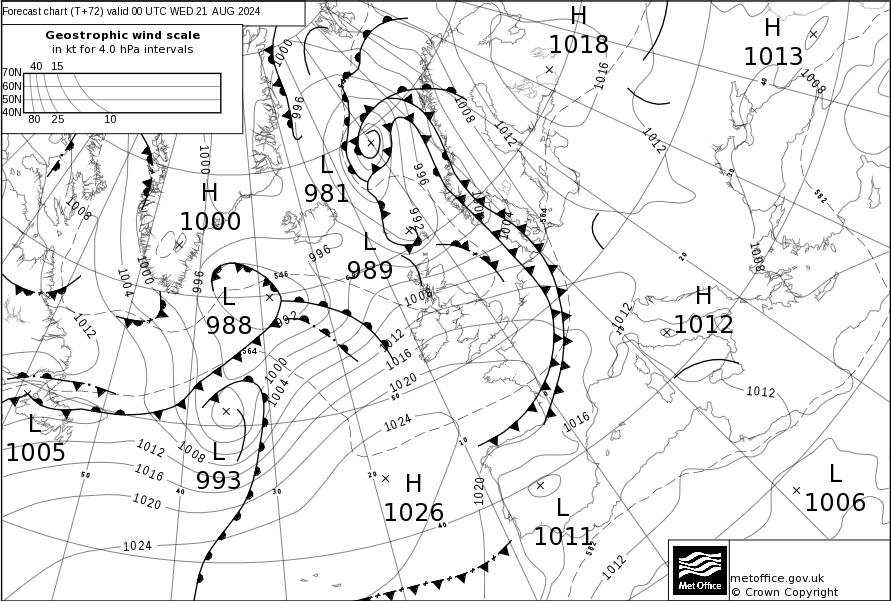 Forecast chart (T+72) valid 00 UTC WED 21 AUG 2024
Geostrophic wind scale
in kt for 4.0 hPa intervals
40 15
70N
60N
50N
40N
80 25 10
H
1018
H
1013
L
981
H
1000
L
989
L
988
H
1012
L
1005
L
993
H
1026
L
1011
L
1006
1000
996
1016
1008
1008
1012
1012
1000
996
1008
582
1004
992
564
1008
1004
1000
996
996
546
20
1008
1012
992
1012
1012
564
1016
1000
1004
1020
1012
50
1024
1016
10
1012
1008
1016
50
40
30
20
1020
1020
40
1024
582
1012
Met Office
metoffice.gov.uk
© Crown Copyright